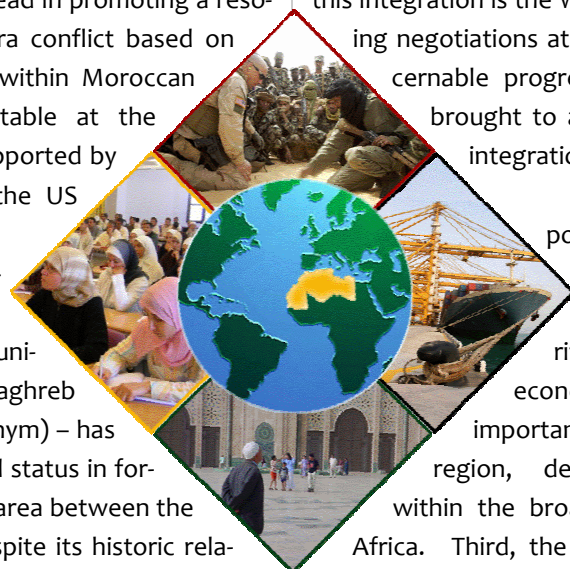 ead in promoting a reso-
ra conflict based on
within Moroccan
table at the
pported by
the US
uni-
aghreb
nym) – has
status in for-
area between the
spite its historic rela-
this integration is the w
ing negotiations at
cernable progre
brought to a
integratio
po
ri
econo
importan
region, de
within the broa
Africa. Third, the